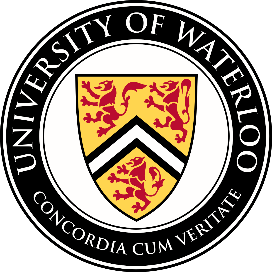 UNIVERSITY OF WATERLOO
CONCORDIA CUM VERITATE